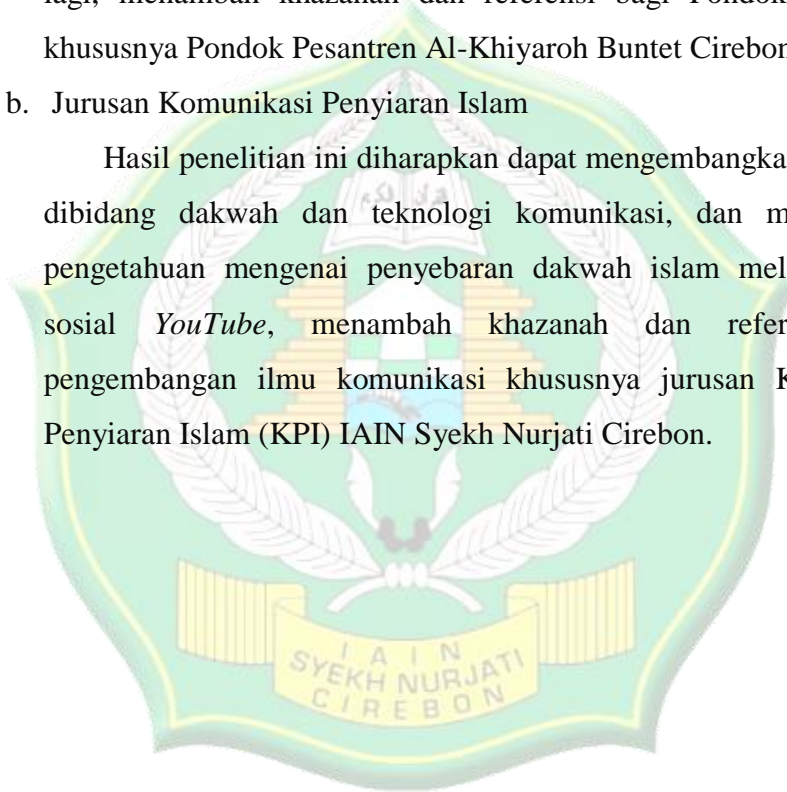 lagi, menambah khazanah dan referensi bagi Pondok
khususnya Pondok Pesantren Al-Khiyaroh Buntet Cirebon
b. Jurusan Komunikasi Penyiaran Islam
Hasil penelitian ini diharapkan dapat mengembangka
dibidang dakwah dan teknologi komunikasi, dan m
pengetahuan mengenai penyebaran dakwah islam mel
sosial YouTube, menambah khazanah dan refer
pengembangan ilmu komunikasi khususnya jurusan K
Penyiaran Islam (KPI) IAIN Syekh Nurjati Cirebon.
IAIN
SYEKH NURJATI
CIREBON